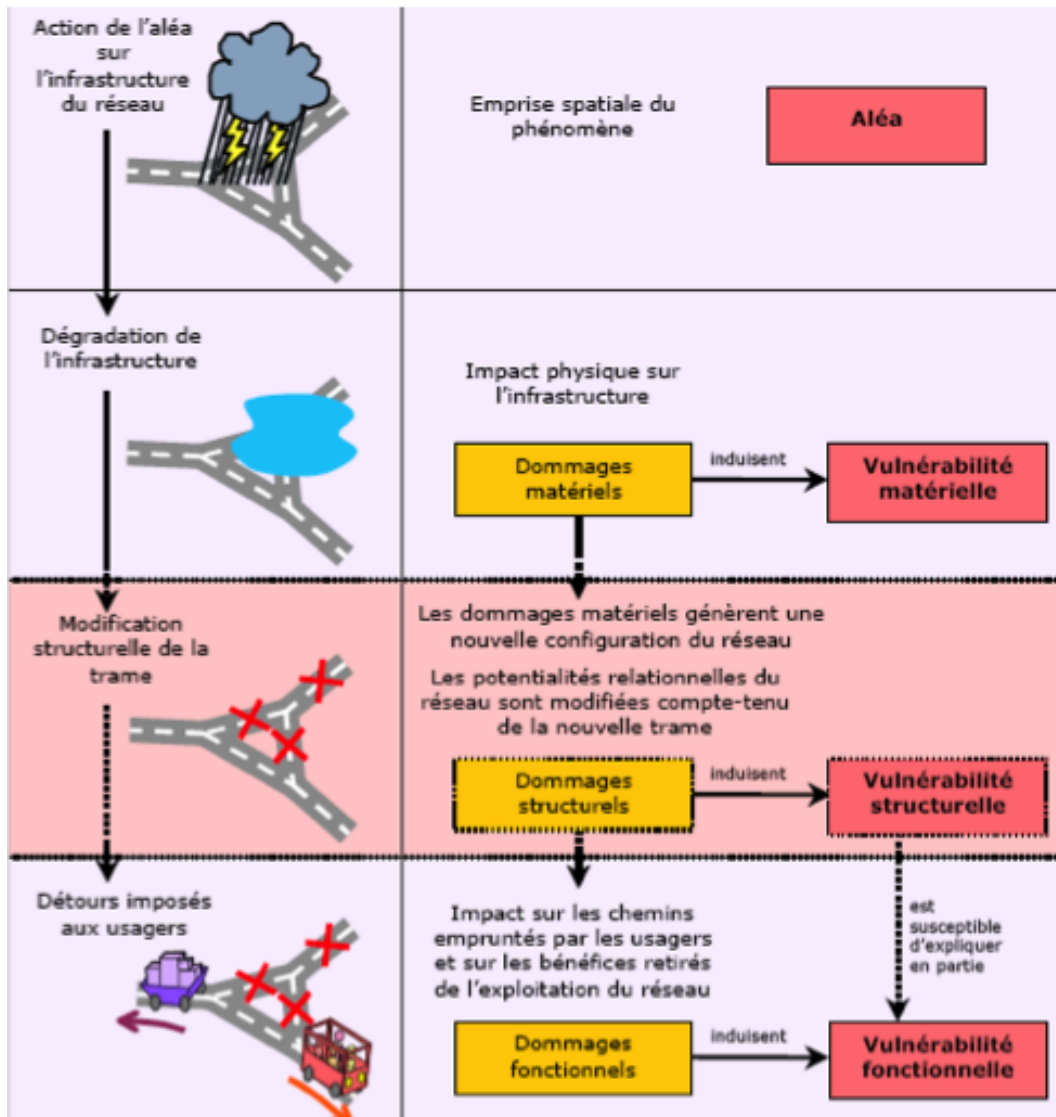 Action de l'aléa
sur
l'infrastructure
du réseau
Emprise spatiale du
phénomène
Aléa
Dégradation de
l'infrastructure
Impact physique sur
l'infrastructure
Dommages
matériels
induisent
Vulnérabilité
matérielle
Modification
structurelle de la
trame
Les dommages matériels génèrent une
nouvelle configuration du réseau
Les potentialités relationnelles du
réseau sont modifiées compte-tenu
de la nouvelle trame
Dommages
structurels
induisent
Vulnérabilité
structurelle
Détours imposés
aux usagers
Impact sur les chemins
empruntés par les usagers
et sur les bénéfices retirés
de l'exploitation du réseau
est
susceptible
d'expliquer
en partie
Dommages
fonctionnels
induisent
Vulnérabilité
fonctionnelle